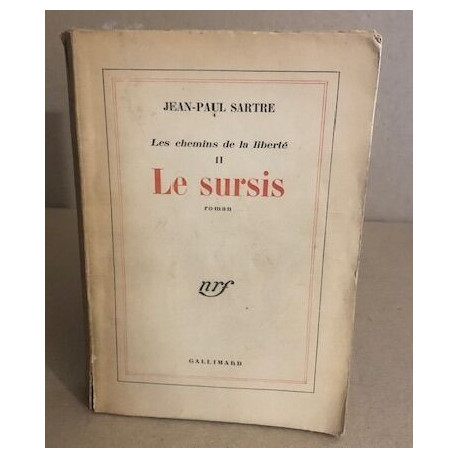 JEAN-PAUL SARTRE
Les chemins de la liberté
II
Le sursis
roman
nrf
GALLIMARD